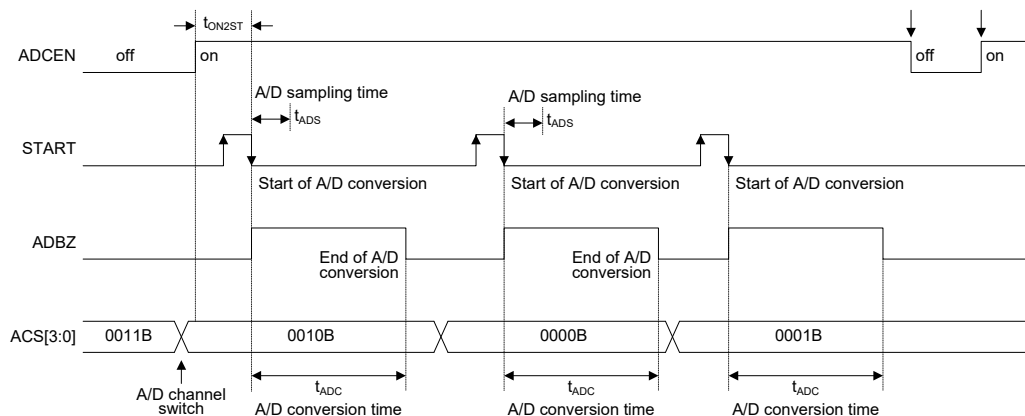 tON2ST
ADCEN off on off on
A/D sampling time A/D sampling time
tADS tADS
START
Start of A/D conversion Start of A/D conversion Start of A/D conversion
ADBZ
End of A/D conversion End of A/D conversion
ACS[3:0] 0011B 0010B 0000B 0001B
A/D channel switch
tADC tADC tADC
A/D conversion time A/D conversion time A/D conversion time